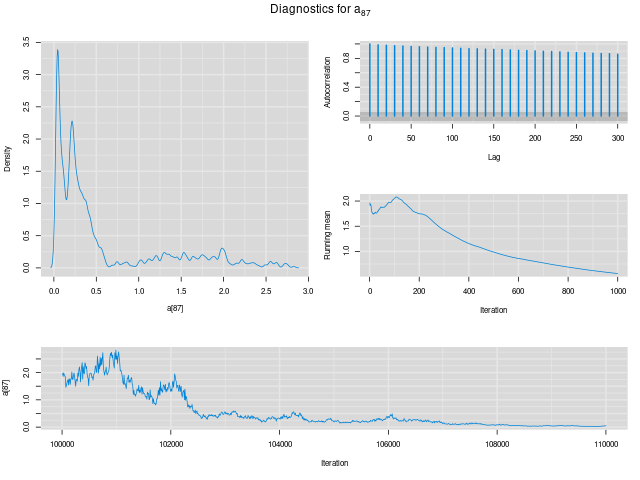 Diagnostics for a87
3.5
3.0
2.5
2.0
1.5
1.0
0.5
0.0
Density
0.0 0.5 1.0 1.5 2.0 2.5 3.0
a[87]
0.8
0.4
0.0
Autocorrelation
0 50 100 150 200 250 300
Lag
2.0
1.5
1.0
Running mean
0 200 400 600 800 1000
Iteration
2.0
1.0
0.0
a[87]
100000 102000 104000 106000 108000 110000
Iteration